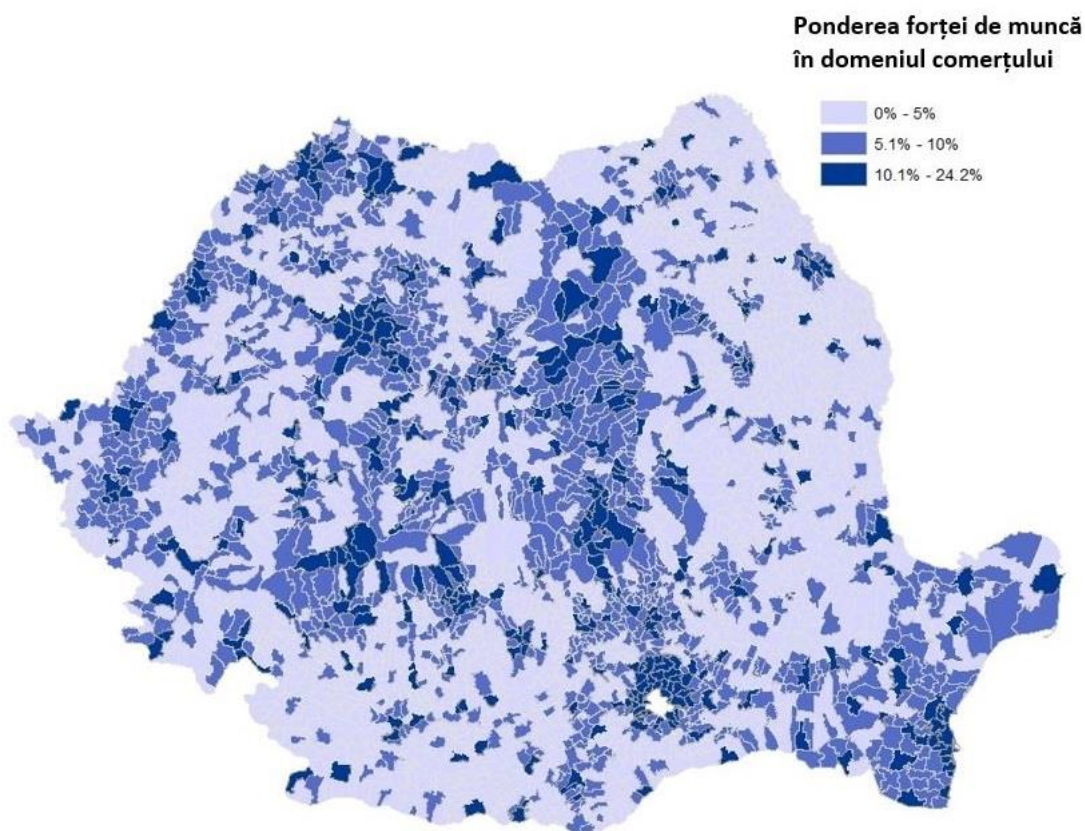 Ponderea forței de muncă
în domeniul comerțului
0% - 5%
5.1% - 10%
10.1% - 24.2%